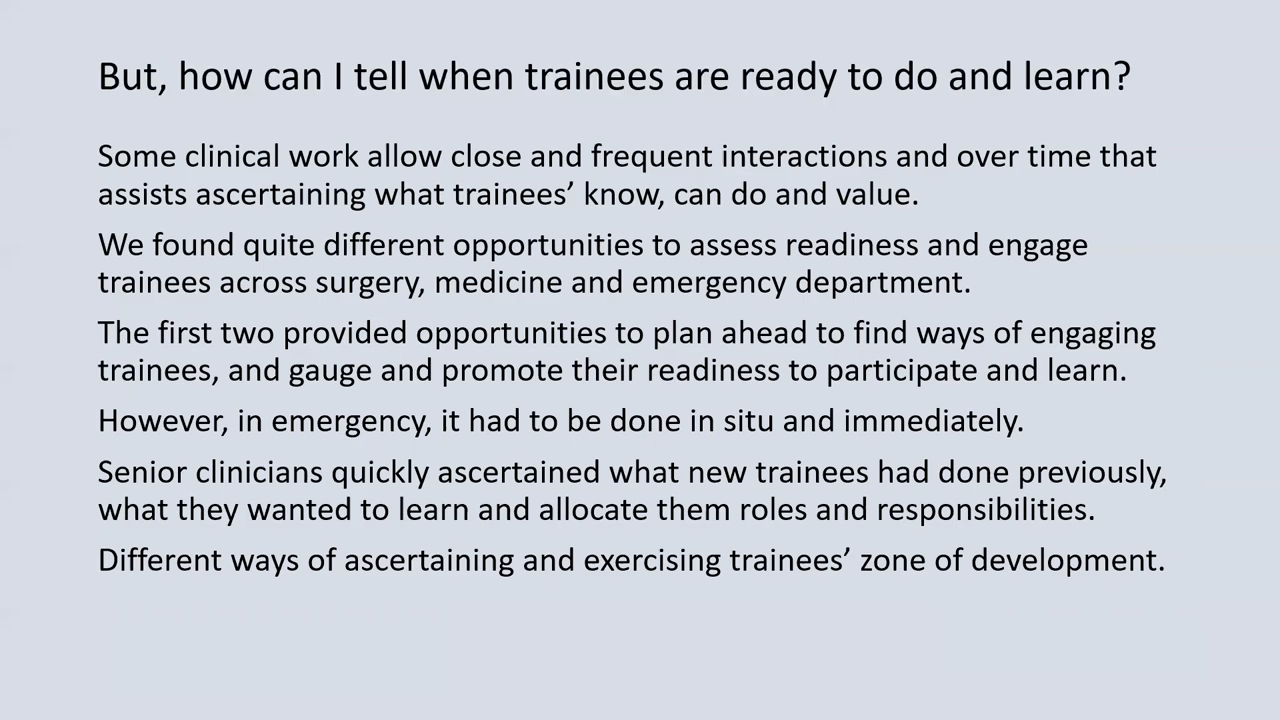 But, how can I tell when trainees are ready to do and learn?
Some clinical work allow close and frequent interactions and over time that
assists ascertaining what trainees’ know, can do and value.
We found quite different opportunities to assess readiness and engage
trainees across surgery, medicine and emergency department.
The first two provided opportunities to plan ahead to find ways of engaging
trainees, and gauge and promote their readiness to participate and learn.
However, in emergency, it had to be done in situ and immediately.
Senior clinicians quickly ascertained what new trainees had done previously,
what they wanted to learn and allocate them roles and responsibilities.
Different ways of ascertaining and exercising trainees’ zone of development.